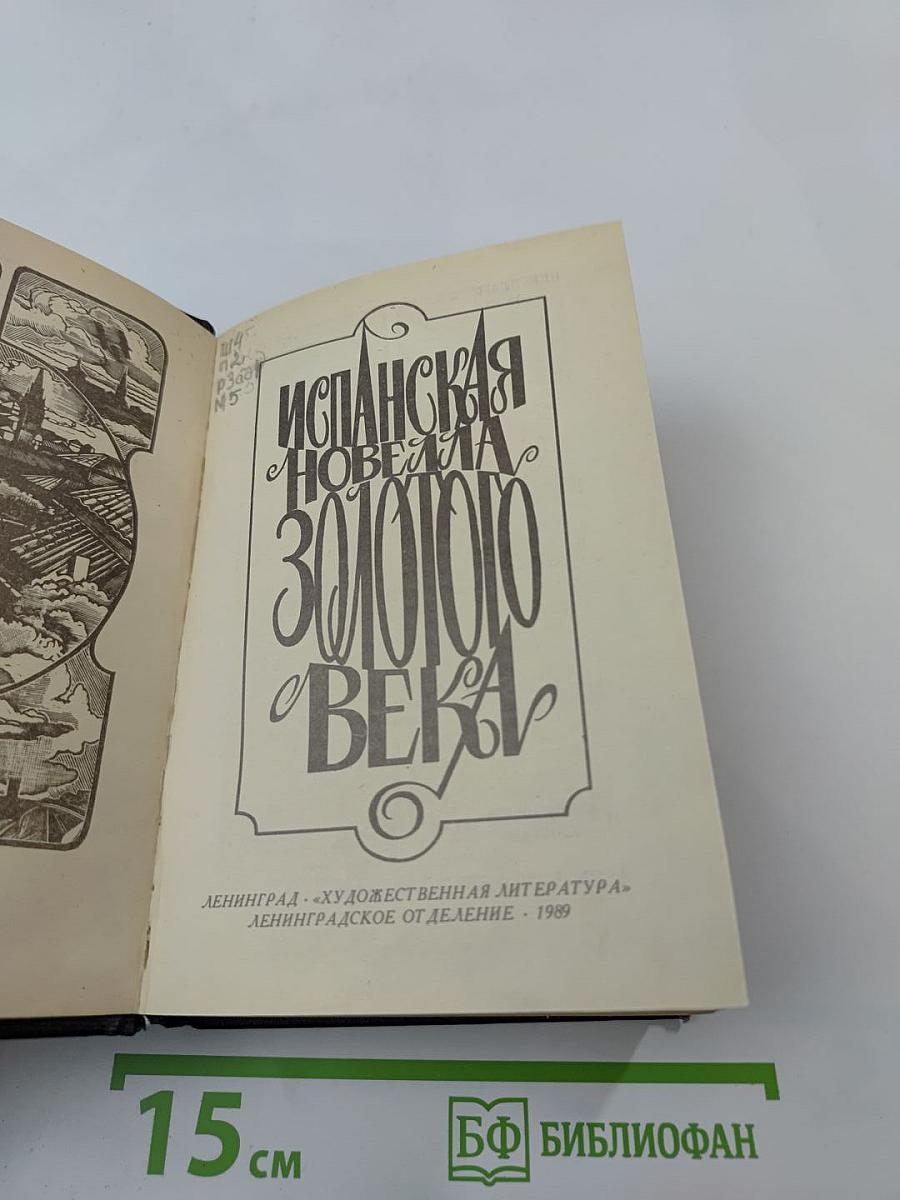 ИСПАНСКАЯ
НОВЕЛЛА
ЗОЛОТОГО
ВЕКА
ЛЕНИНГРАД · «ХУДОЖЕСТВЕННАЯ ЛИТЕРАТУРА»
ЛЕНИНГРАДСКОЕ ОТДЕЛЕНИЕ · 1989
15 см
БФ БИБЛИОФАН